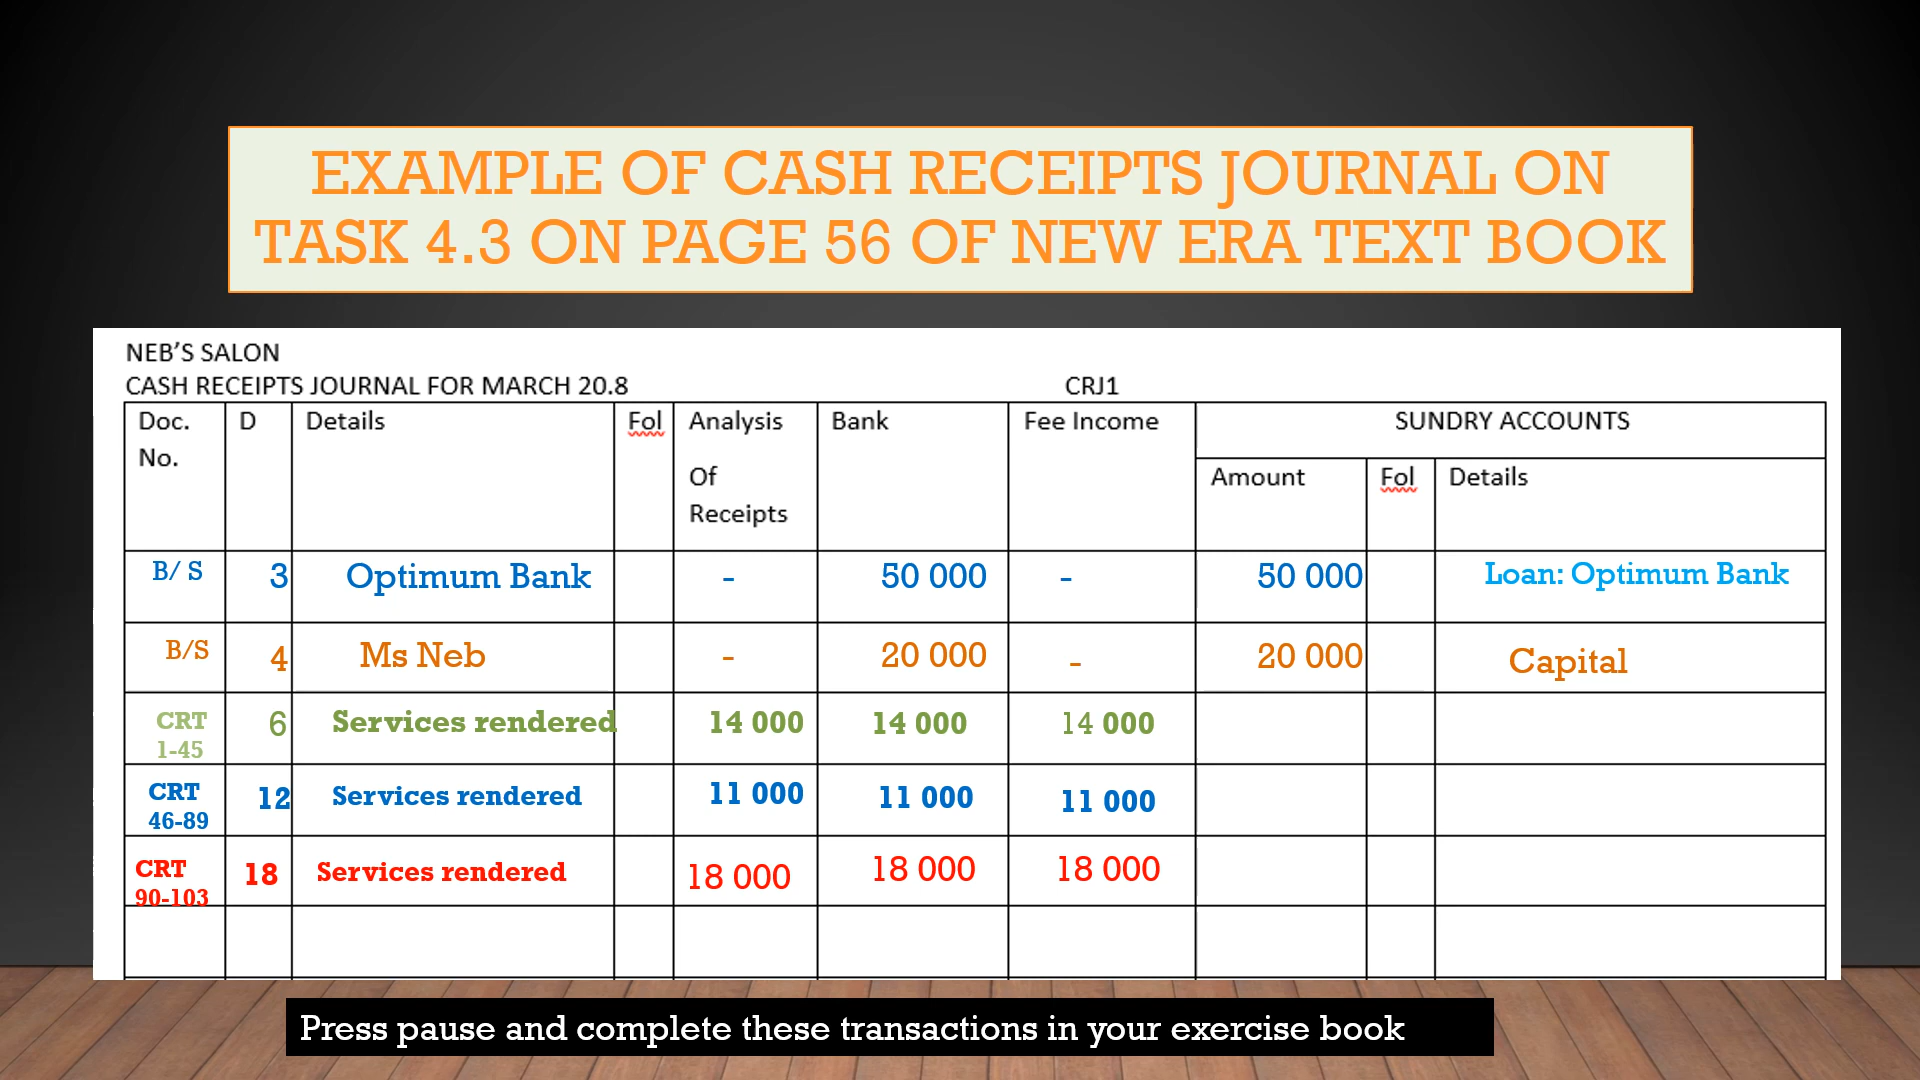 EXAMPLE OF CASH RECEIPTS JOURNAL ON
TASK 4.3 ON PAGE 56 OF NEW ERA TEXT BOOK
NEB'S SALON
CASH RECEIPTS JOURNAL FOR MARCH 20.8 CRJ1
Doc. No. D Details Fol Analysis Of Receipts Bank Fee Income SUNDRY ACCOUNTS
Amount Fol Details
B/ S 3 Optimum Bank - 50 000 - 50 000 Loan: Optimum Bank
B/S 4 Ms Neb - 20 000 - 20 000 Capital
CRT 1-45 6 Services rendered 14 000 14 000 14 000
CRT 46-89 12 Services rendered 11 000 11 000 11 000
CRT 90-103 18 Services rendered 18 000 18 000 18 000
Press pause and complete these transactions in your exercise book